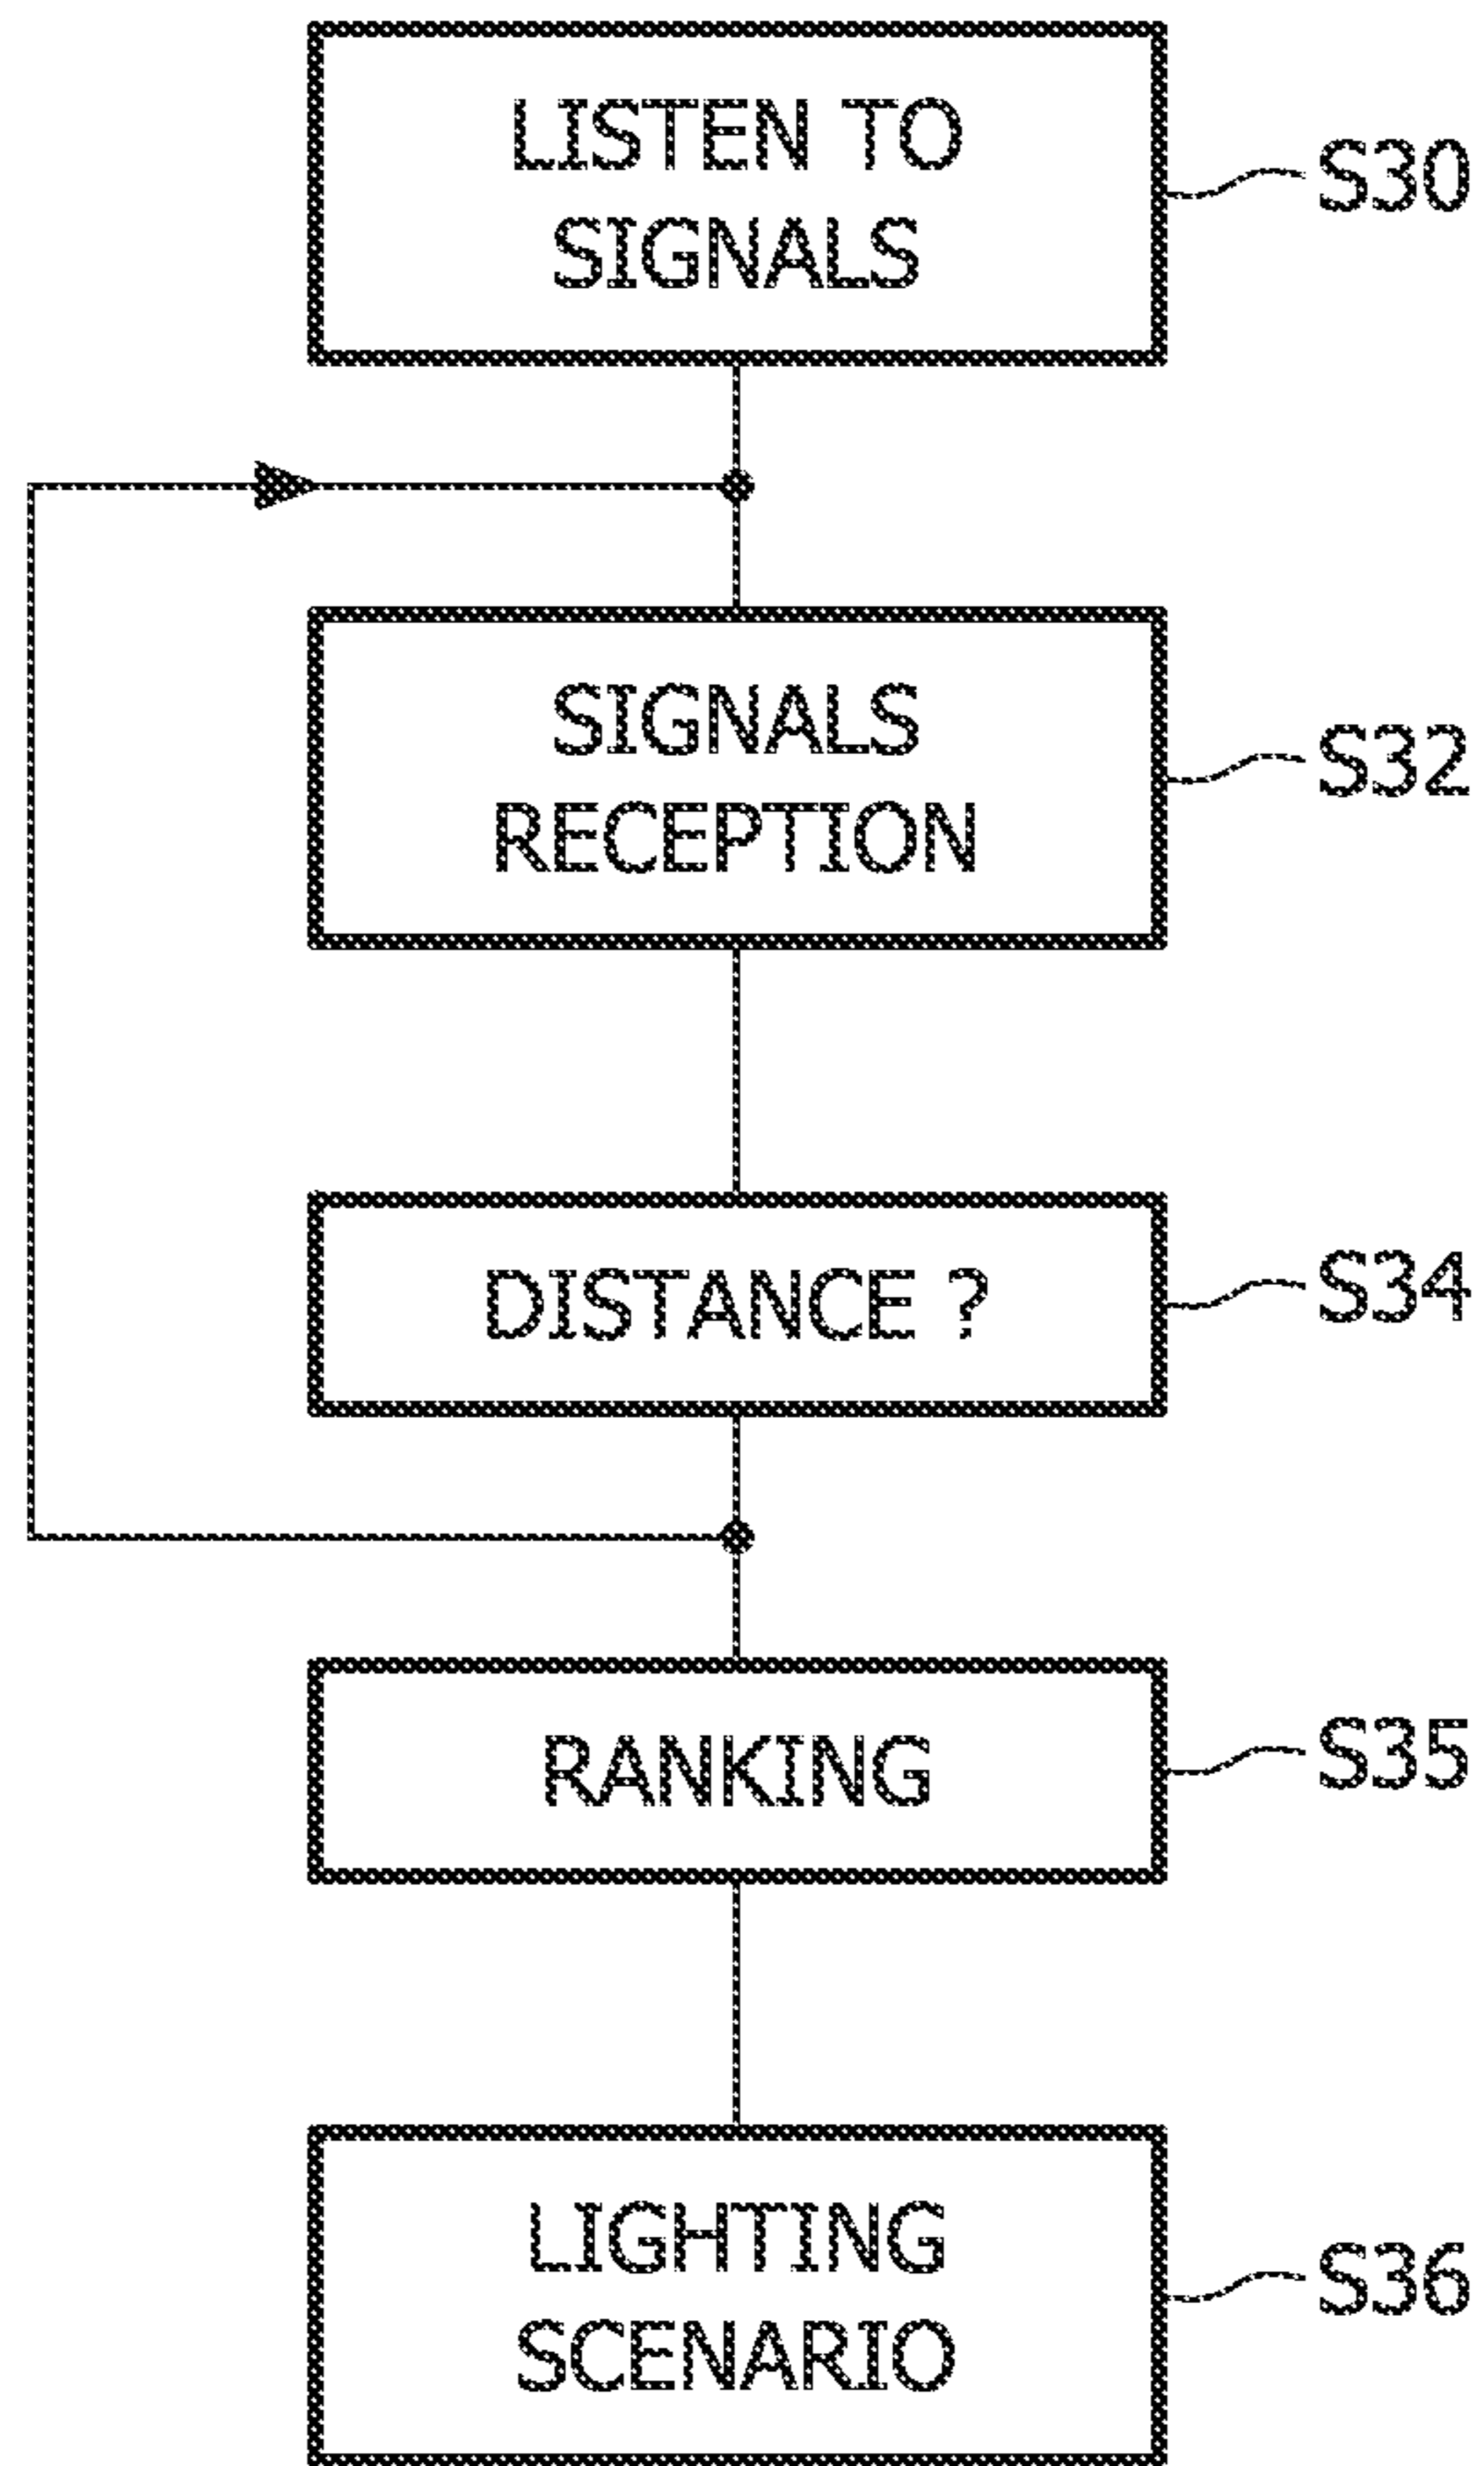 LISTEN TO
SIGNALS
S30
SIGNALS
RECEPTION
S32
DISTANCE ?
S34
RANKING
S35
LIGHTING
SCENARIO
S36